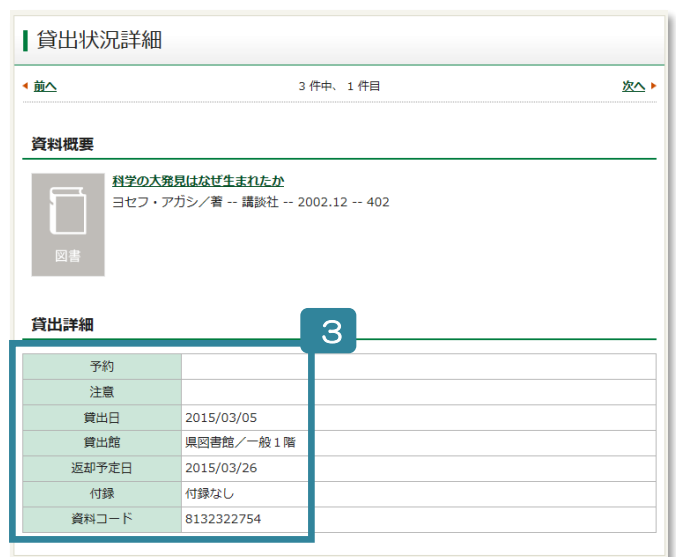 貸出状況詳細
前へ 3 件中、 1 件目 次へ
資料概要
科学の大発見はなぜ生まれたか
ヨセフ・アガシ／著 -- 講談社 -- 2002.12 -- 402
図書
貸出詳細
3
予約
注意
貸出日 2015/03/05
貸出館 県図書館／一般１階
返却予定日 2015/03/26
付録 付録なし
資料コード 8132322754